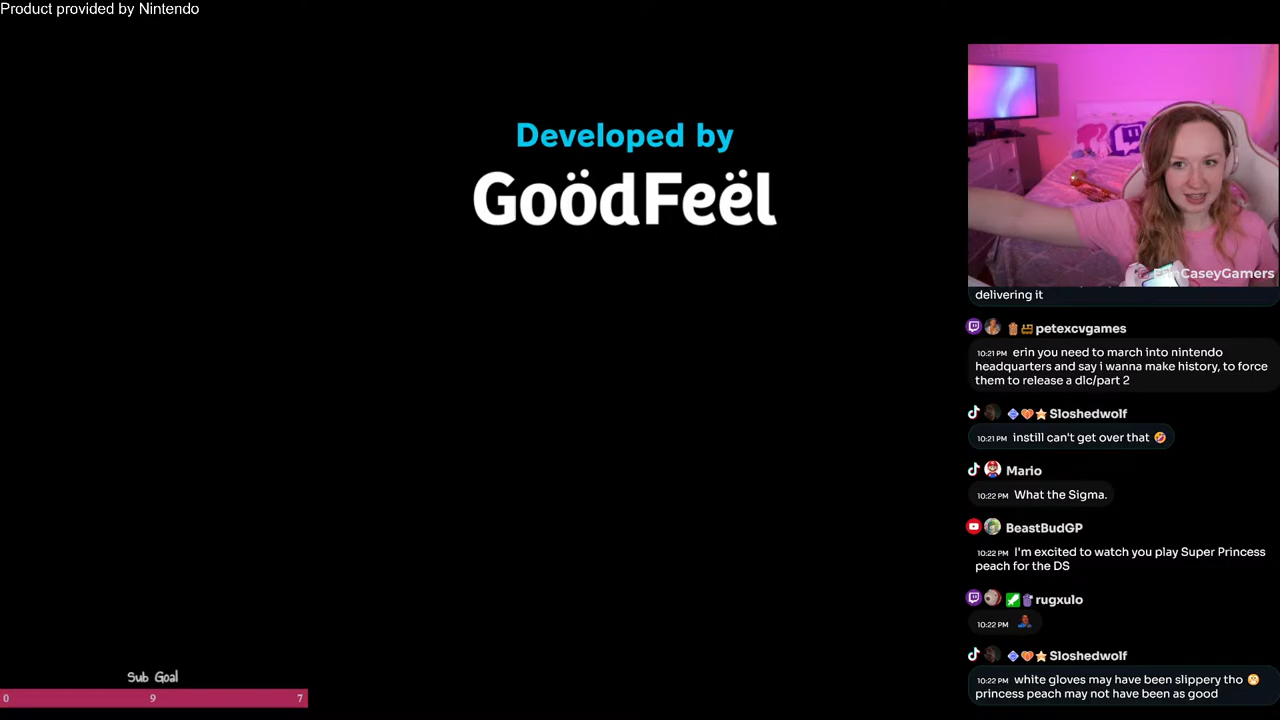 Product provided by Nintendo
Developed by
GoödFeël
ErinCaseyGamers
delivering it
petexcvgames
10:21 PM erin you need to march into nintendo
headquarters and say i wanna make history, to force
them to release a dlc/part 2
Sloshedwolf
10:21 PM instill can't get over that 🤣
Mario
10:22 PM What the Sigma.
BeastBudGP
10:22 PM I'm excited to watch you play Super Princess
peach for the DS
rugxulo
10:22 PM
Sloshedwolf
10:22 PM white gloves may have been slippery tho 😬
princess peach may not have been as good
Sub Goal
0 9 7